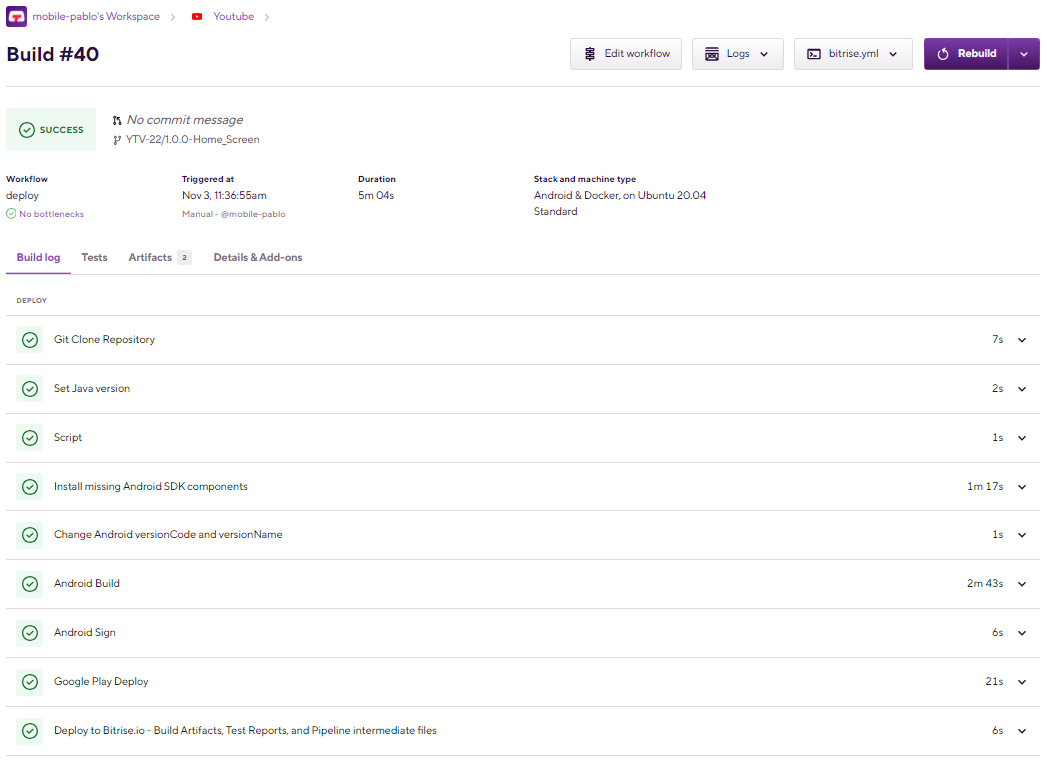 mobile-pablo's Workspace Youtube
Build #40
Edit workflow Logs bitrise.yml Rebuild
SUCCESS
No commit message
YTV-22/1.0.0-Home_Screen
Workflow Triggered at Duration Stack and machine type
deploy Nov 3, 11:36:55am 5m 04s Android & Docker, on Ubuntu 20.04
No bottlenecks Manual - @mobile-pablo Standard
Build log Tests Artifacts 2 Details & Add-ons
DEPLOY
Git Clone Repository 7s
Set Java version 2s
Script 1s
Install missing Android SDK components 1m 17s
Change Android versionCode and versionName 1s
Android Build 2m 43s
Android Sign 6s
Google Play Deploy 21s
Deploy to Bitrise.io - Build Artifacts, Test Reports, and Pipeline intermediate files 6s